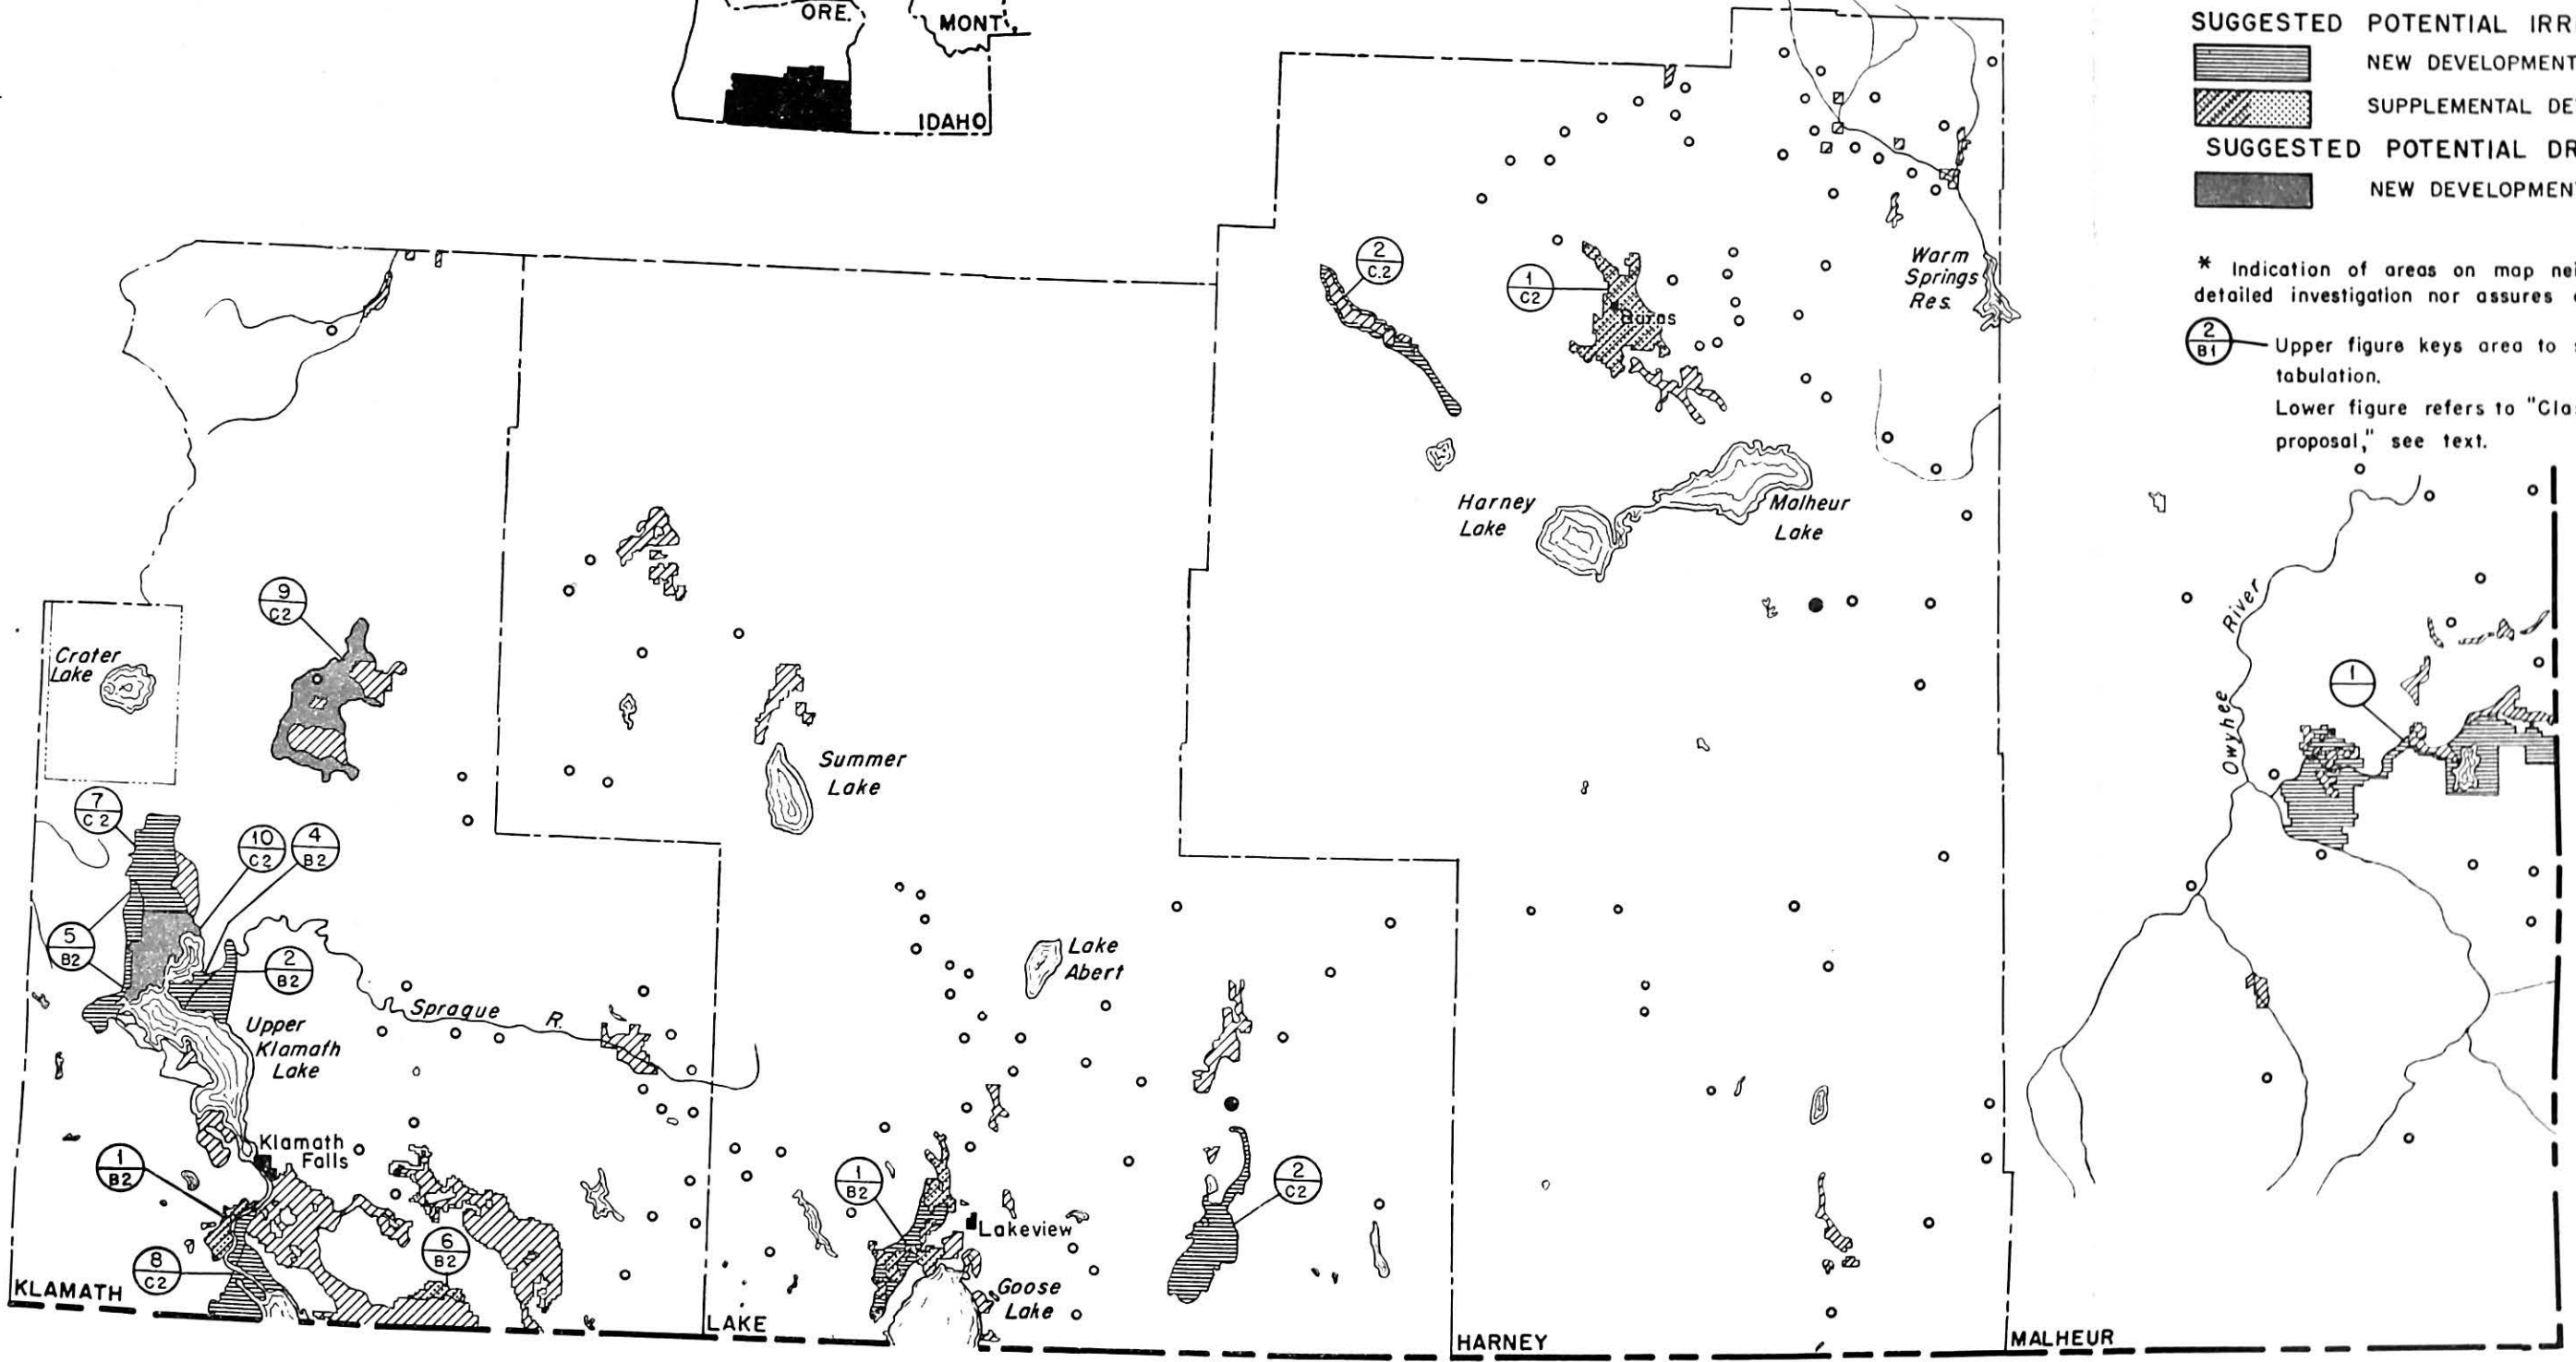 ORE.
MONT.
IDAHO
SUGGESTED POTENTIAL IRR
NEW DEVELOPMENT
SUPPLEMENTAL DE
SUGGESTED POTENTIAL DR
NEW DEVELOPMEN
* Indication of areas on map nei
detailed investigation nor assures
2
B1
Upper figure keys area to
tabulation.
Lower figure refers to "Cla
proposal," see text.
2
C.2
1
C2
Burns
Warm
Springs
Res.
Harney
Lake
Malheur
Lake
9
C2
Crater
Lake
Summer
Lake
Owyhee River
1
7
C2
10
C2
4
B2
5
B2
2
B2
Lake
Abert
Sprague R.
Upper
Klamath
Lake
Klamath
Falls
1
B2
8
C2
6
B2
1
B2
2
C2
Lakeview
Goose
Lake
KLAMATH
LAKE
HARNEY
MALHEUR